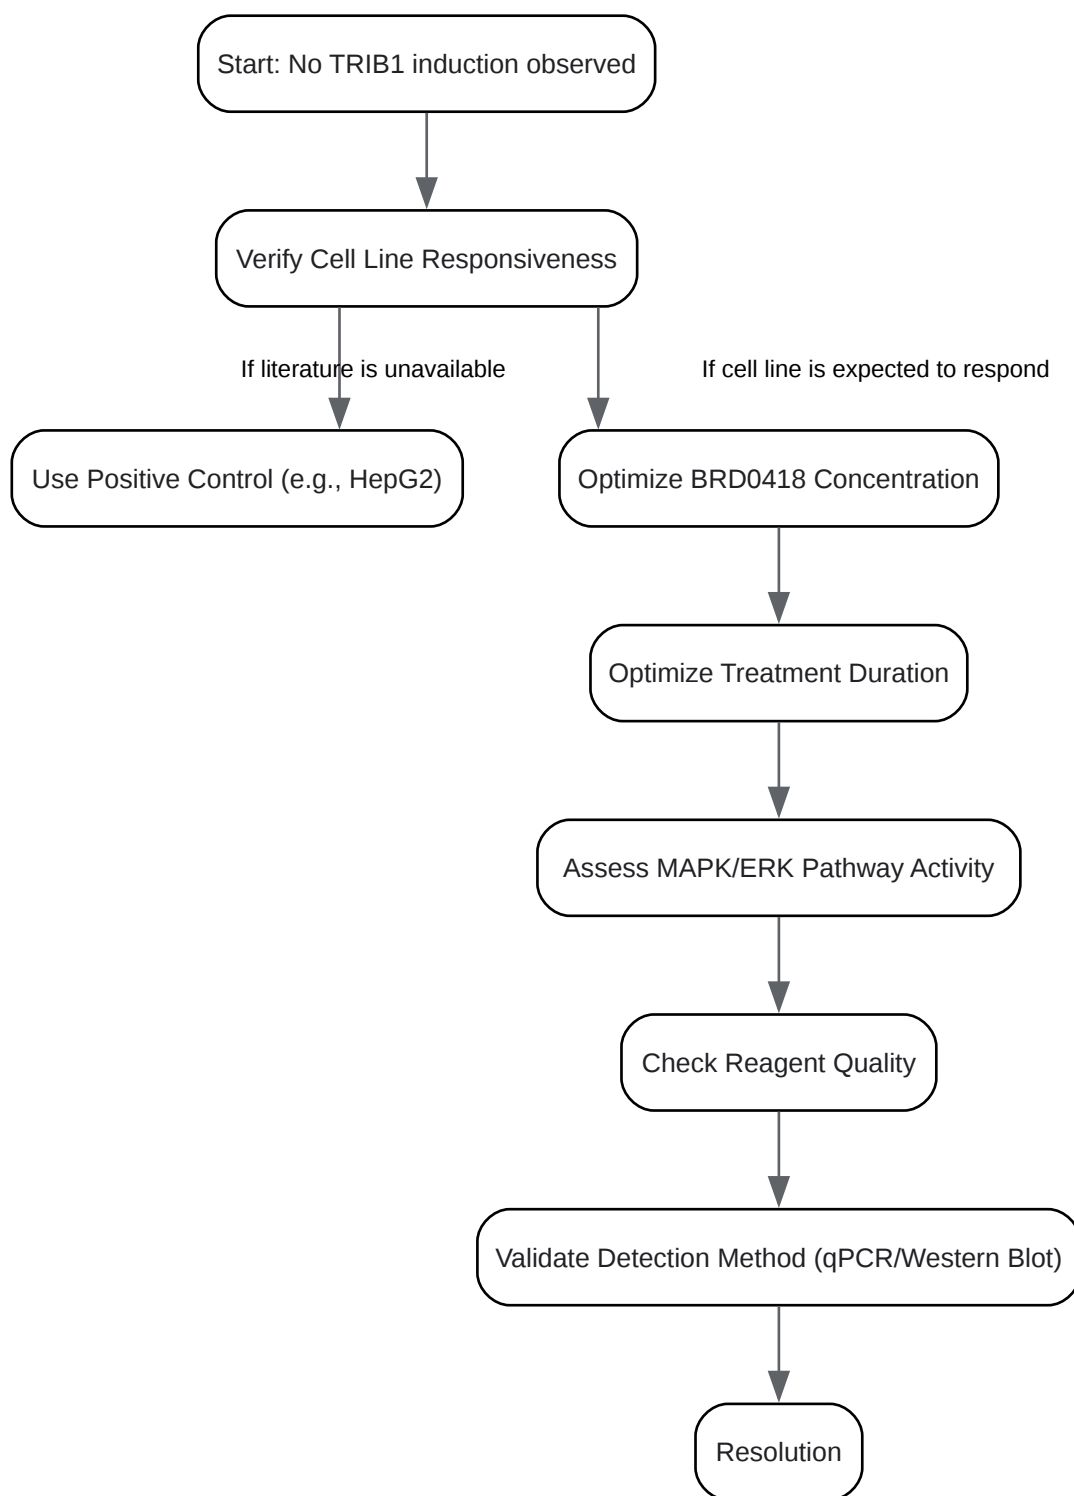 Start: No TRIB1 induction observed
Verify Cell Line Responsiveness
If literature is unavailable
If cell line is expected to respond
Use Positive Control (e.g., HepG2)
Optimize BRD0418 Concentration
Optimize Treatment Duration
Assess MAPK/ERK Pathway Activity
Check Reagent Quality
Validate Detection Method (qPCR/Western Blot)
Resolution